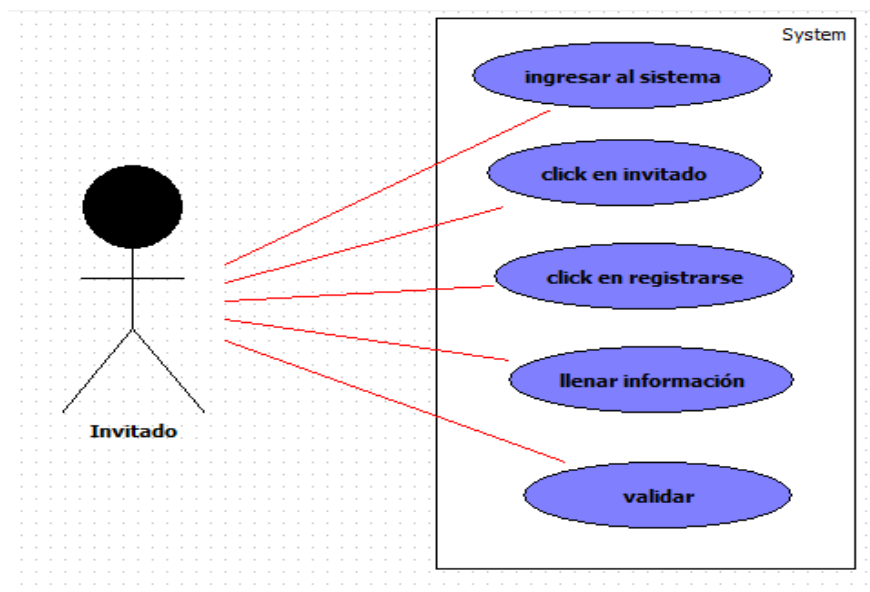 System
ingresar al sistema
click en invitado
click en registrarse
llenar información
validar
Invitado